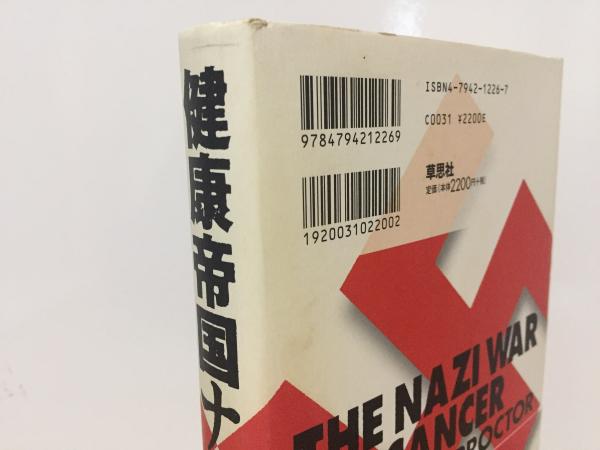 健康帝国ナ
ISBN4-7942-1226-7
C0031 ¥2200E
9784794212269
草思社
定価(本体2200円+税)
1920031022002
THE NAZI WAR
CANCER
PROCTOR